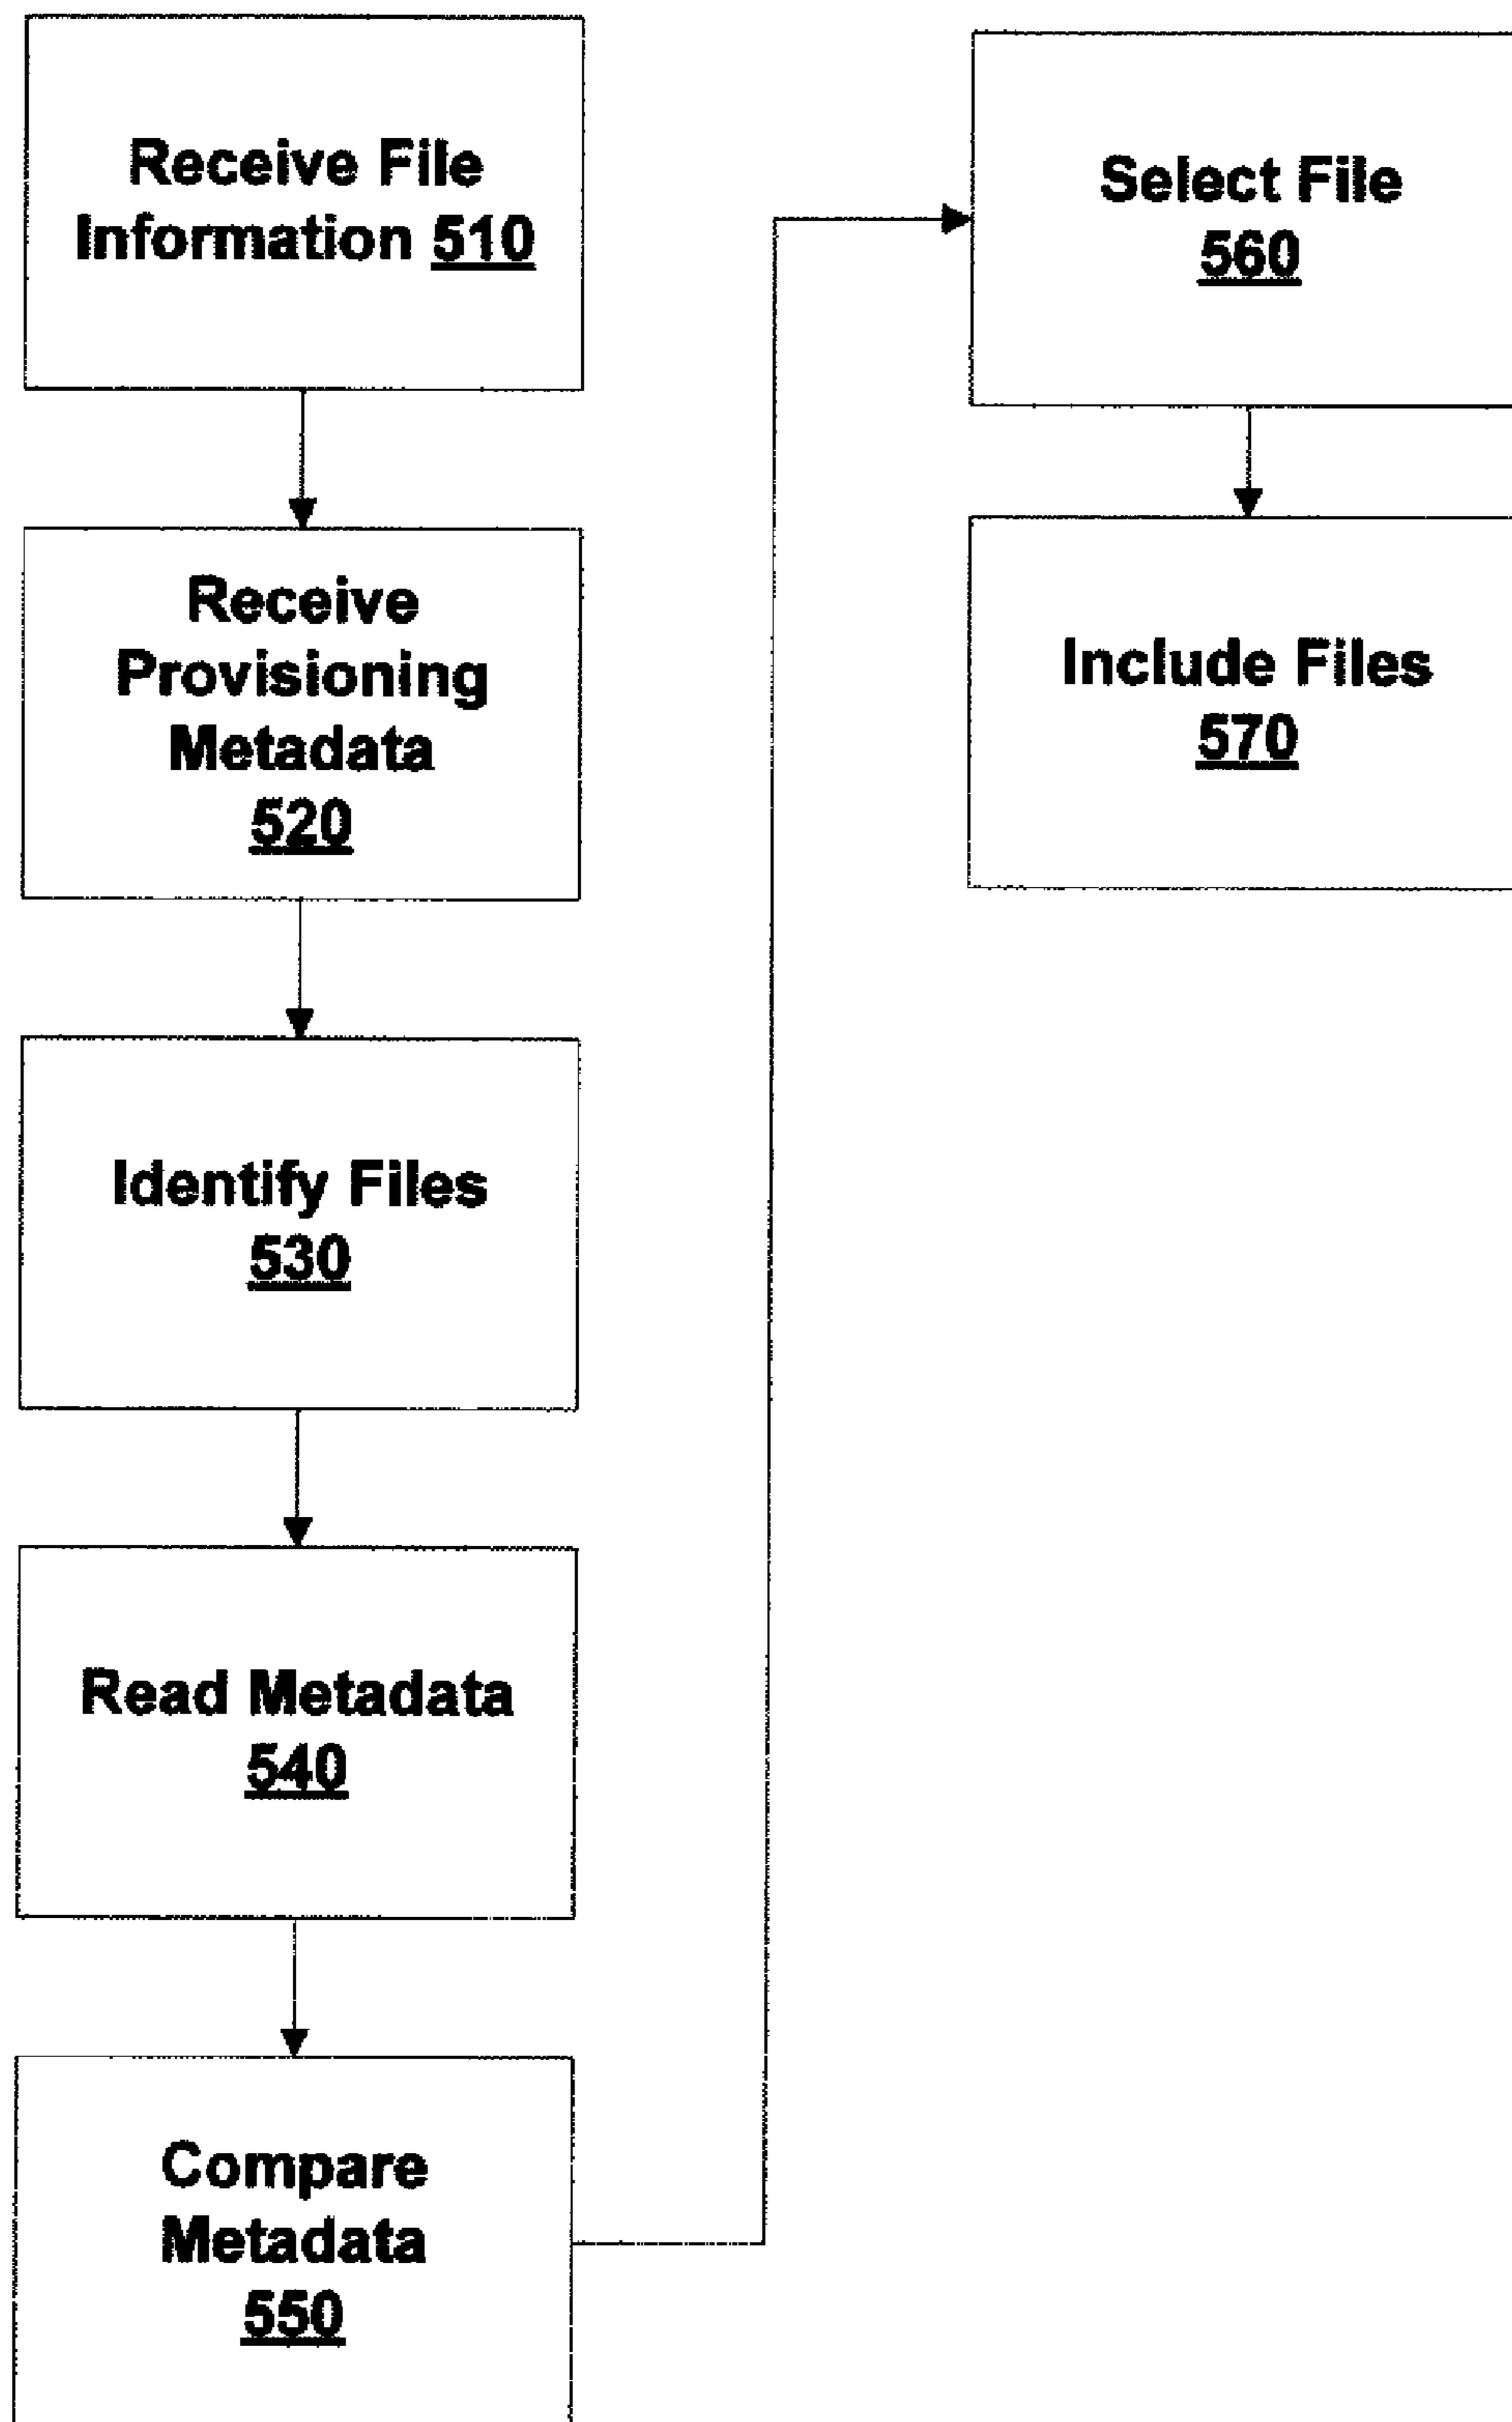 Receive File
Information 510
Receive
Provisioning
Metadata
520
Identify Files
530
Read Metadata
540
Compare
Metadata
550
Select File
560
Include Files
570